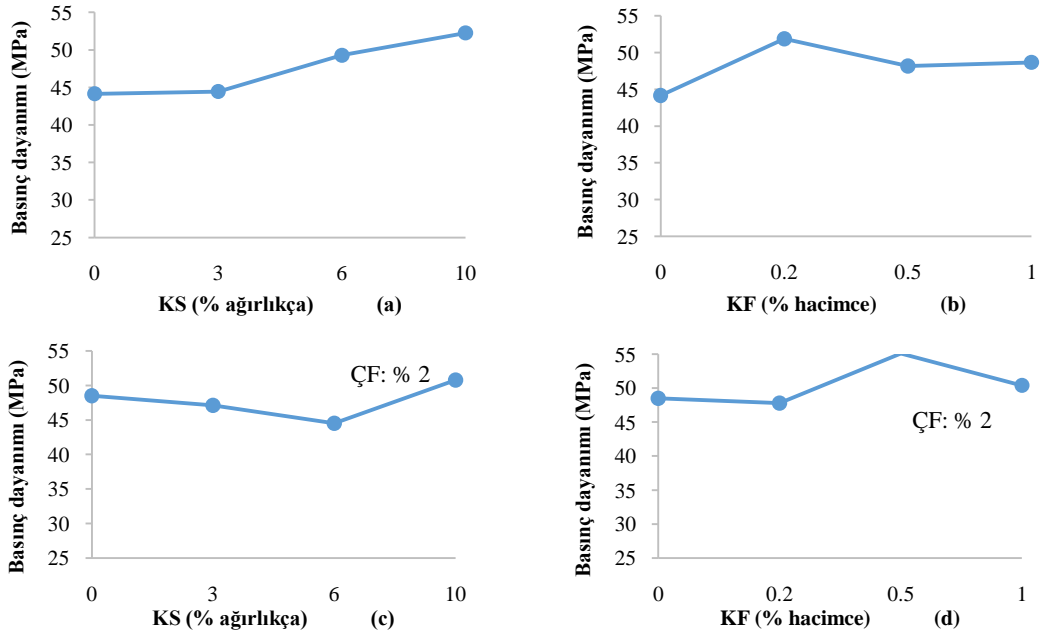 Basınç dayanımı (MPa)
55
50
45
40
35
30
25
0 3 6 10
KS (% ağırlıkça) (a)
Basınç dayanımı (MPa)
55
50
45
40
35
30
25
0 0.2 0.5 1
KF (% hacimce) (b)
Basınç dayanımı (MPa)
55
50
45
40
35
30
25
ÇF: % 2
0 3 6 10
KS (% ağırlıkça) (c)
Basınç dayanımı (MPa)
55
50
45
40
35
30
25
ÇF: % 2
0 0.2 0.5 1
KF (% hacimce) (d)